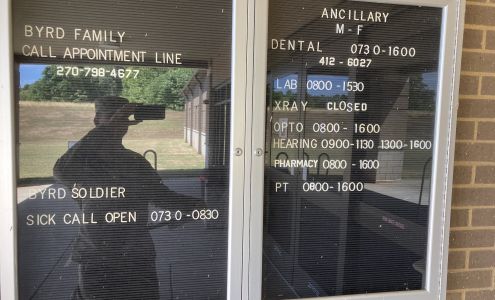 BYRD FAMILY
CALL APPOINTMENT LINE
270-798-4677
BYRD SOLDIER
SICK CALL OPEN 0730-0830
ANCILLARY
M-F
DENTAL 0730-1600
412-6027
LAB 0800-1530
XRAY CLOSED
OPTO 0800-1600
HEARING 0900-1130 1300-1600
PHARMACY 0800-1600
PT 0800-1600